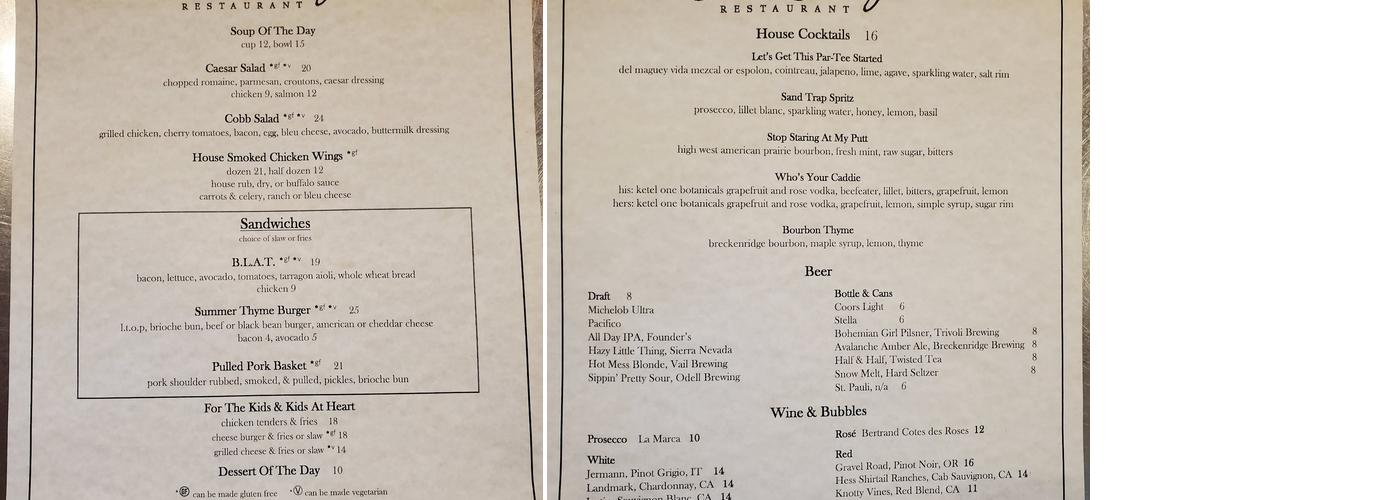 RESTAURANT
Soup Of The Day
cup 12, bowl 15
Caesar Salad *gf *v 20
chopped romaine, parmesan, croutons, caesar dressing
chicken 9, salmon 12
Cobb Salad *gf *v 24
grilled chicken, cherry tomatoes, bacon, egg, bleu cheese, avocado, buttermilk dressing
House Smoked Chicken Wings *gf
dozen 21, half dozen 12
house rub, dry, or buffalo sauce
carrots & celery, ranch or bleu cheese
Sandwiches
choice of slaw or fries
B.L.A.T. *gf *v 19
bacon, lettuce, avocado, tomatoes, tarragon aioli, whole wheat bread
chicken 9
Summer Thyme Burger *gf *v 25
l.t.o.p, brioche bun, beef or black bean burger, american or cheddar cheese
bacon 4, avocado 5
Pulled Pork Basket *gf 21
pork shoulder rubbed, smoked, & pulled, pickles, brioche bun
For The Kids & Kids At Heart
chicken tenders & fries 18
cheese burger & fries or slaw *gf 18
grilled cheese & fries or slaw *v 14
Dessert Of The Day 10
*gf can be made gluten free *V can be made vegetarian
RESTAURANT
House Cocktails 16
Let's Get This Par-Tee Started
del maguey vida mezcal or espolon, cointreau, jalapeno, lime, agave, sparkling water, salt rim
Sand Trap Spritz
prosecco, lillet blanc, sparkling water, honey, lemon, basil
Stop Staring At My Putt
high west american prairie bourbon, fresh mint, raw sugar, bitters
Who's Your Caddie
his: ketel one botanicals grapefruit and rose vodka, beefeater, lillet, bitters, grapefruit, lemon
hers: ketel one botanicals grapefruit and rose vodka, grapefruit, lemon, simple syrup, sugar rim
Bourbon Thyme
breckenridge bourbon, maple syrup, lemon, thyme
Beer
Draft 8
Michelob Ultra
Pacifico
All Day IPA, Founder's
Hazy Little Thing, Sierra Nevada
Hot Mess Blonde, Vail Brewing
Sippin' Pretty Sour, Odell Brewing
Bottle & Cans
Coors Light 6
Stella 6
Bohemian Girl Pilsner, Trivoli Brewing 8
Avalanche Amber Ale, Breckenridge Brewing 8
Half & Half, Twisted Tea 8
Snow Melt, Hard Seltzer 8
St. Pauli, n/a 6
Wine & Bubbles
Prosecco La Marca 10
White
Jermann, Pinot Grigio, IT 14
Landmark, Chardonnay, CA 14
Sauvignon Blanc, CA 14
Rosé Bertrand Cotes des Roses 12
Red
Gravel Road, Pinot Noir, OR 16
Hess Shirtail Ranches, Cab Sauvignon, CA 14
Knotty Vines, Red Blend, CA 11